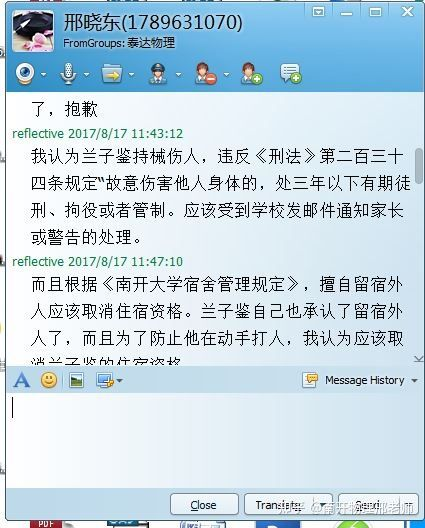 邢晓东(1789631070)
FromGroups: 泰达物理
了，抱歉
reflective 2017/8/17 11:43:12
我认为兰子鉴持械伤人，违反《刑法》第二百三十
四条规定“故意伤害他人身体的，处三年以下有期徒
刑、拘役或者管制。应该受到学校发邮件通知家长
或警告的处理。
reflective 2017/8/17 11:47:10
而且根据《南开大学宿舍管理规定》，擅自留宿外
人应该取消住宿资格。兰子鉴自己也承认了留宿外
人了，而且为了防止他在动手打人，我认为应该取
消兰子鉴的住宿资格
Message History
Close
Translate
Send
PDF